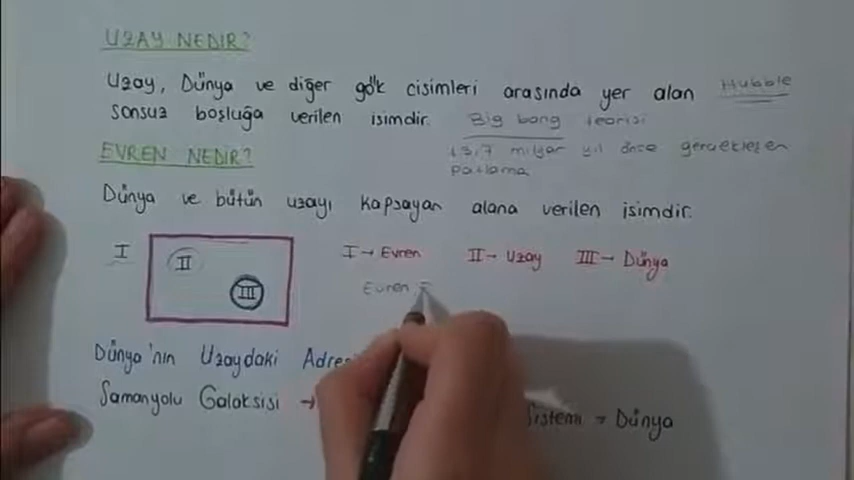 UZAY NEDİR?
Uzay, Dünya ve diğer gök cisimleri arasında yer alan Hubble
sonsuz boşluğa verilen isimdir. Big bang teorisi
EVREN NEDİR? 13,7 milyar yıl önce gerçekleşen
patlama
Dünya ve bütün uzayı kapsayan alana verilen isimdir.
I II III I → Evren II → Uzay III → Dünya
Evren
Dünya'nın Uzaydaki
Samanyolu Galaksisi → Sistemi → Dünya